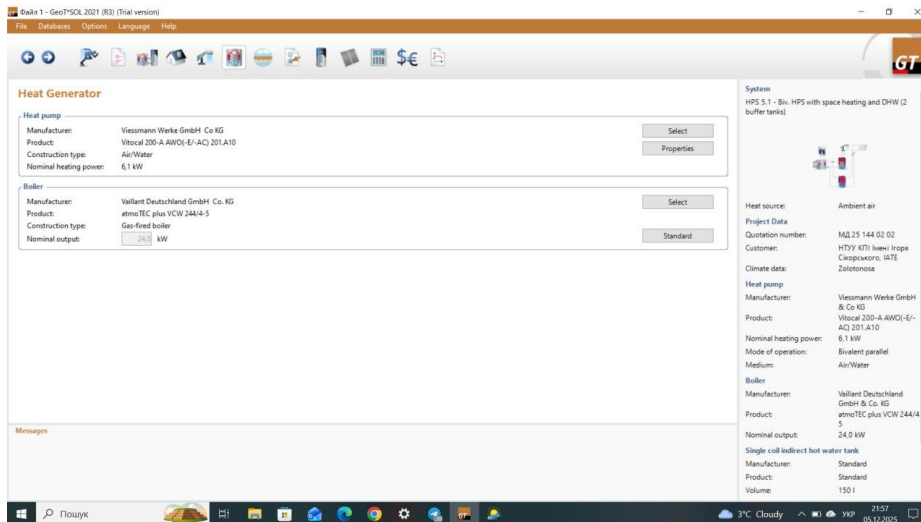 Файл 1 - GeoT*SOL 2021 (R3) (Trial version)
File Databases Options Language Help
$€
GT
Heat Generator
Heat pump
Manufacturer: Viessmann Werke GmbH Co KG
Select
Product: Vitocal 200-A AWO(-E/-AC) 201.A10
Properties
Construction type: Air/Water
Nominal heating power: 6,1 kW
Boiler
Manufacturer: Vaillant Deutschland GmbH Co. KG
Select
Product: atmoTEC plus VCW 244/4-5
Construction type: Gas-fired boiler
Nominal output: 24,0 kW
Standard
Messages
System
HPS 5.1 - Biv. HPS with space heating and DHW (2
buffer tanks)
Heat source: Ambient air
Project Data
Quotation number: МД 25 144 02 02
Customer: НТУУ КПІ Імені Ігоря
Сікорського, ІАТЕ
Climate data: Zolotonosa
Heat pump
Manufacturer: Viessmann Werke GmbH
& Co KG
Product: Vitocal 200-A AWO(-E/-
AC) 201.A10
Nominal heating power: 6,1 kW
Mode of operation: Bivalent parallel
Medium: Air/Water
Boiler
Manufacturer: Vaillant Deutschland
GmbH & Co. KG
Product: atmoTEC plus VCW 244/4
5
Nominal output: 24,0 kW
Single coil indirect hot water tank
Manufacturer: Standard
Product: Standard
Volume: 150 l
Пошук
3°C Cloudy
УКР
21:57
05.12.2025